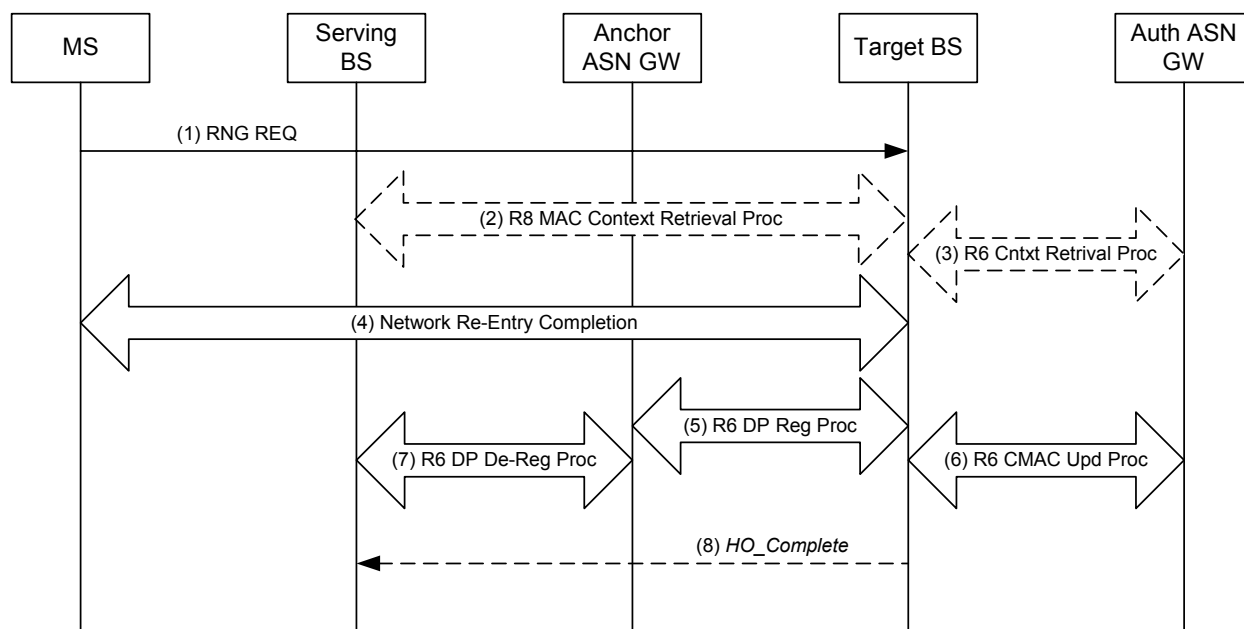 MS
Serving
BS
Anchor
ASN GW
Target BS
Auth ASN
GW
(1) RNG REQ
(2) R8 MAC Context Retrieval Proc
(3) R6 Cntxt Retrival Proc
(4) Network Re-Entry Completion
(5) R6 DP Reg Proc
(7) R6 DP De-Reg Proc
(6) R6 CMAC Upd Proc
(8) HO_Complete